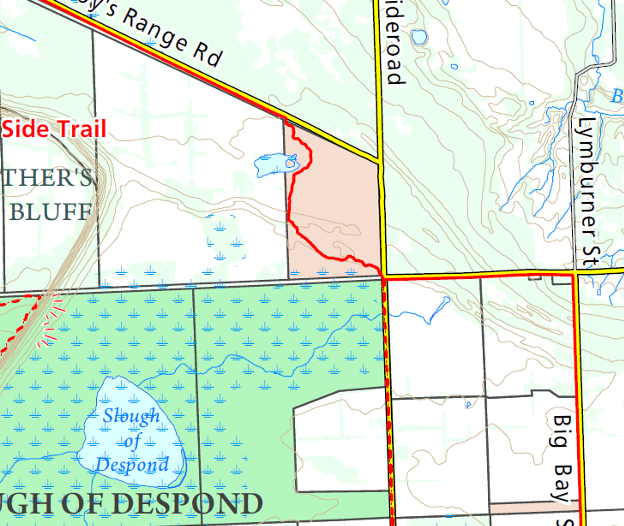 Range Rd
ideroad
Side Trail
Lymburner St
THER'S
BLUFF
B
Slough
of
Despond
Big Bay S
UGH OF DESPOND